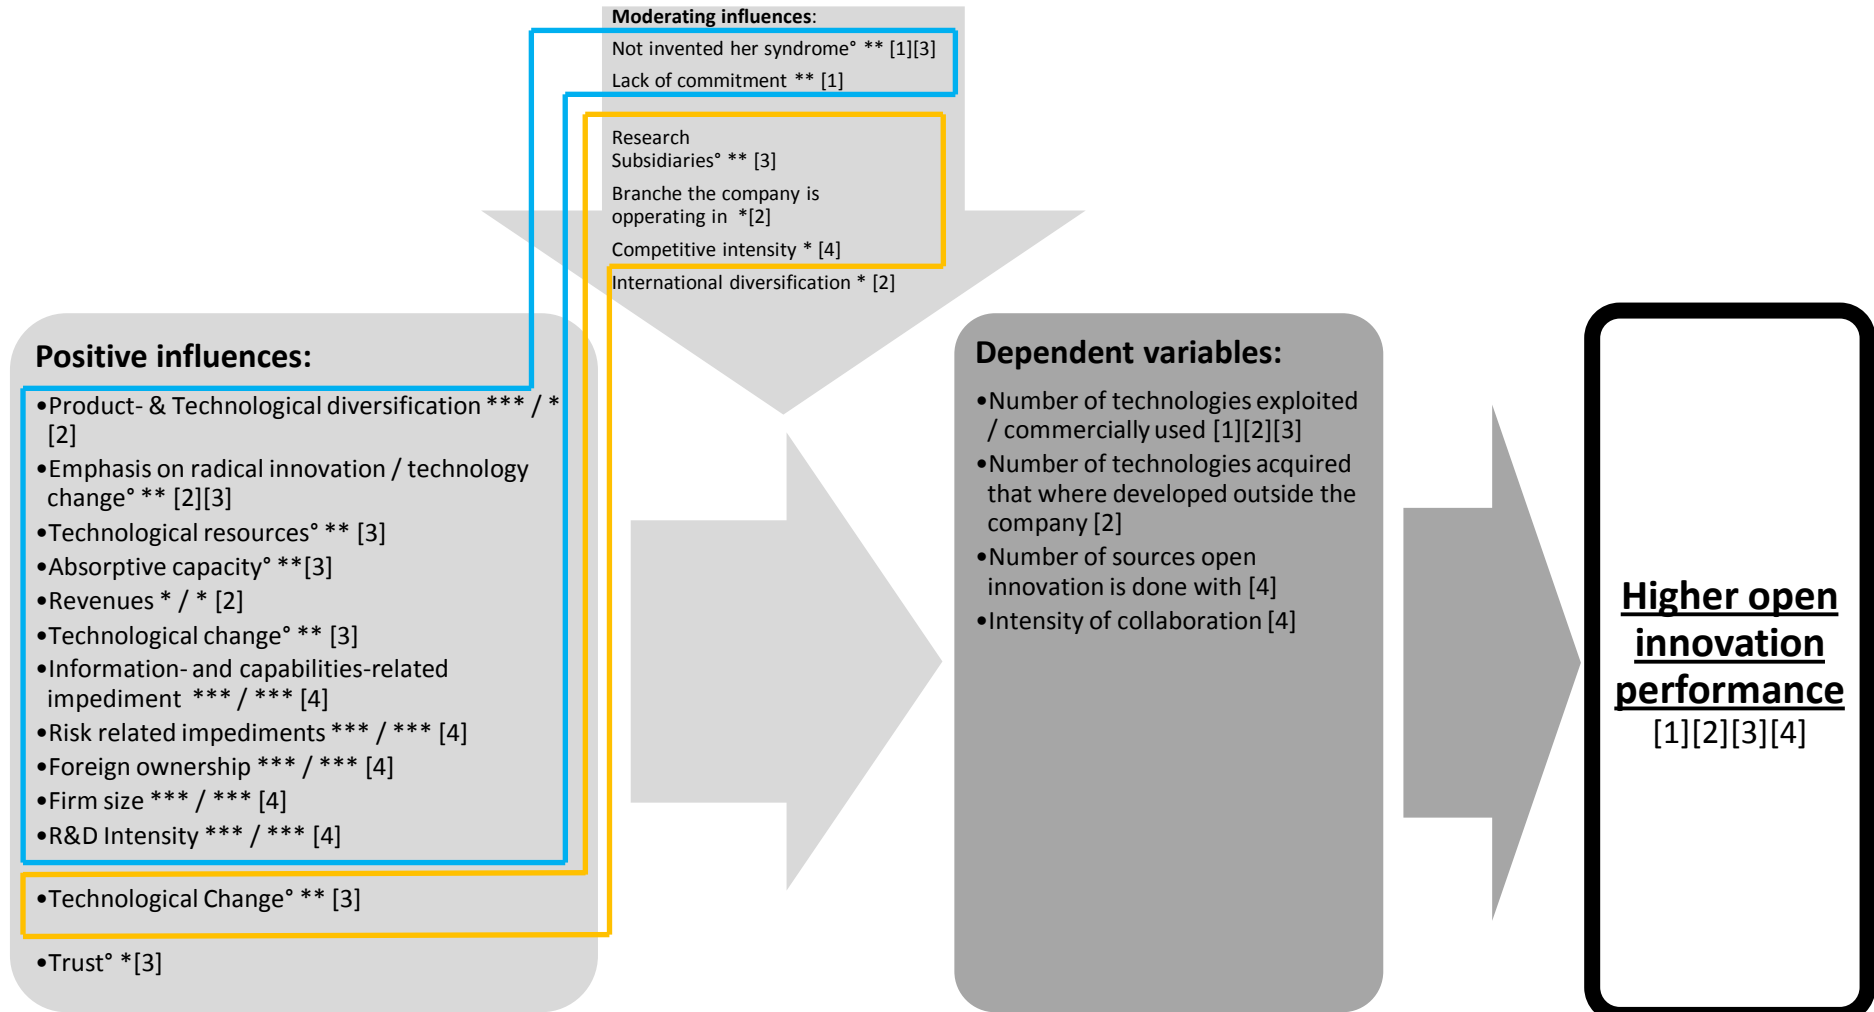 Moderating influences:
Not invented her syndrome° ** [1][3]
Lack of commitment ** [1]
Research
Subsidiaries° ** [3]
Branche the company is
opperating in *[2]
Competitive intensity * [4]
International diversification * [2]
Positive influences:
•Product- & Technological diversification *** / *
[2]
•Emphasis on radical innovation / technology
change° ** [2][3]
•Technological resources° ** [3]
•Absorptive capacity° **[3]
•Revenues * / * [2]
•Technological change° ** [3]
•Information- and capabilities-related
impediment *** / *** [4]
•Risk related impediments *** / *** [4]
•Foreign ownership *** / *** [4]
•Firm size *** / *** [4]
•R&D Intensity *** / *** [4]
•Technological Change° ** [3]
•Trust° *[3]
Dependent variables:
•Number of technologies exploited
/ commercially used [1][2][3]
•Number of technologies acquired
that where developed outside the
company [2]
•Number of sources open
innovation is done with [4]
•Intensity of collaboration [4]
Higher open
innovation
performance
[1][2][3][4]